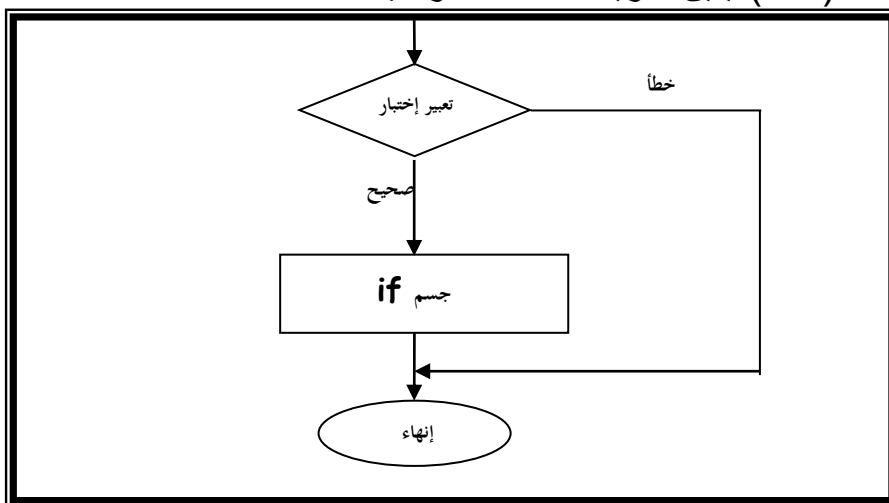 خطأ
تعبير إختبار
صحيح
جسم if
إنهاء